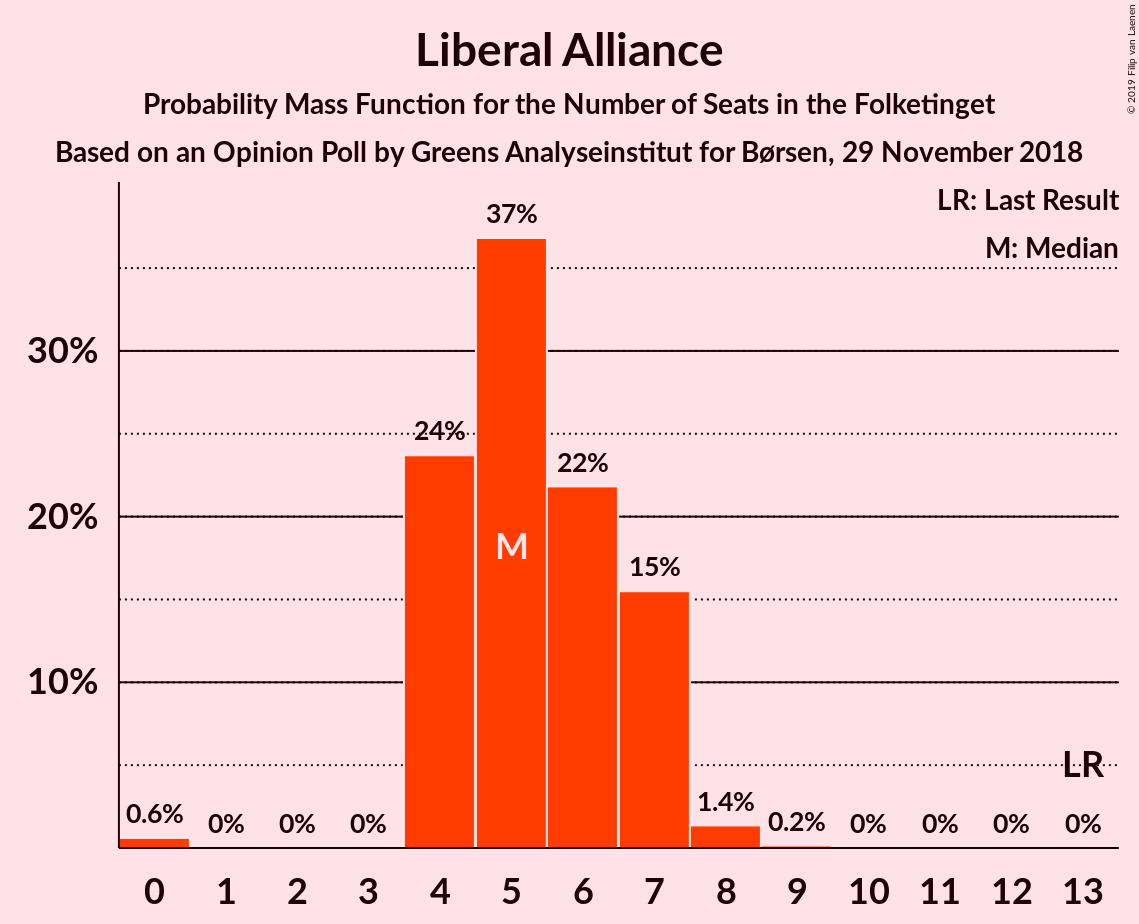 Liberal Alliance
Probability Mass Function for the Number of Seats in the Folketinget
Based on an Opinion Poll by Greens Analyseinstitut for Børsen, 29 November 2018
© 2019 Filip van Laenen
LR: Last Result
M: Median
37%
30%
24%
22%
20%
M
15%
10%
LR
0.6%
0%
0%
0%
1.4%
0.2%
0%
0%
0%
0%
0 1 2 3 4 5 6 7 8 9 10 11 12 13